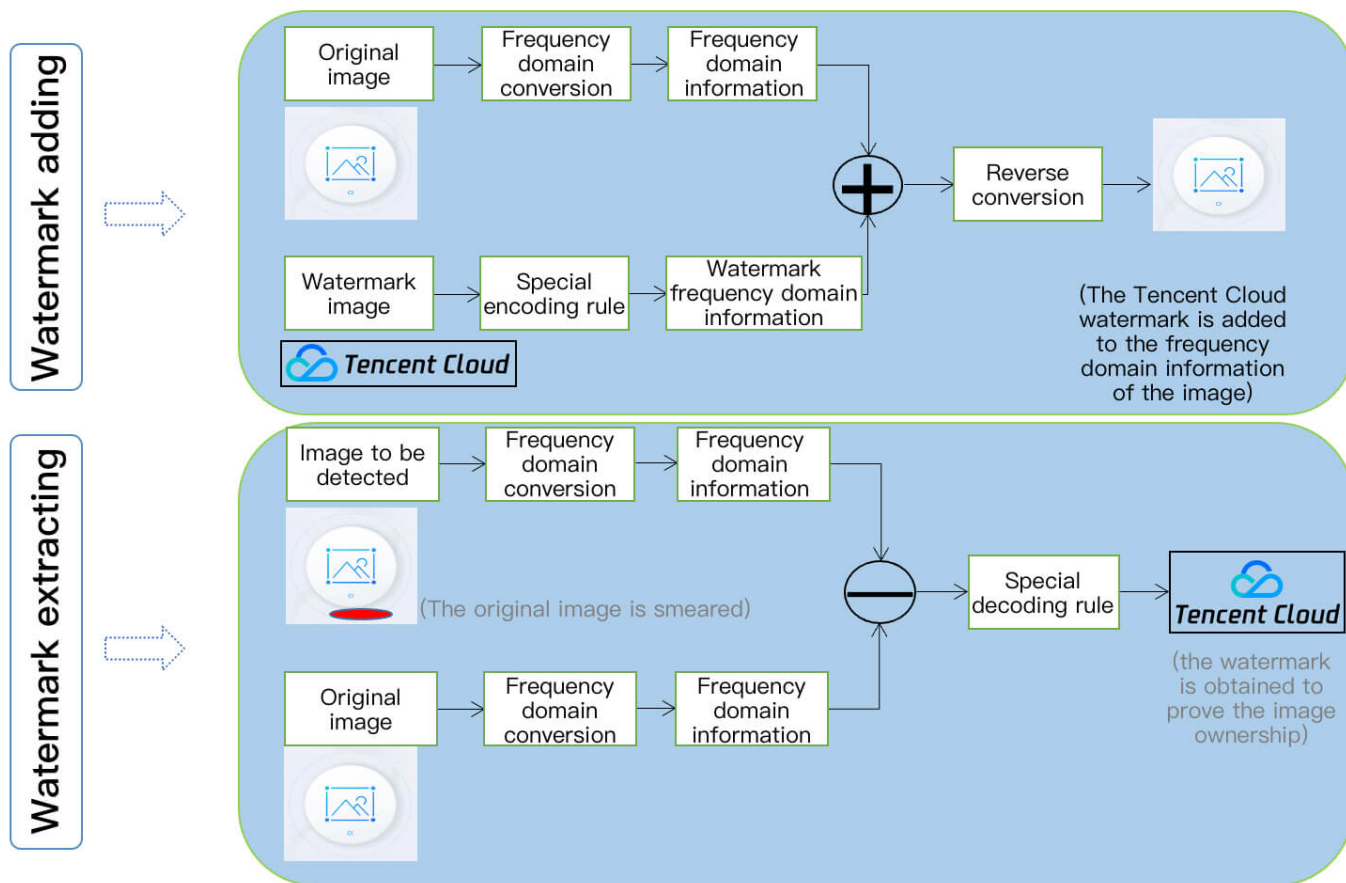 Watermark adding
Original
image
Frequency
domain
conversion
Frequency
domain
information
Reverse
conversion
Watermark
image
Special
encoding rule
Watermark
frequency domain
information
Tencent Cloud
(The Tencent Cloud
watermark is added
to the frequency
domain information
of the image)
Watermark extracting
Image to be
detected
Frequency
domain
conversion
Frequency
domain
information
(The original image is smeared)
Special
decoding rule
Tencent Cloud
(the watermark
is obtained to
prove the image
ownership)
Original
image
Frequency
domain
conversion
Frequency
domain
information